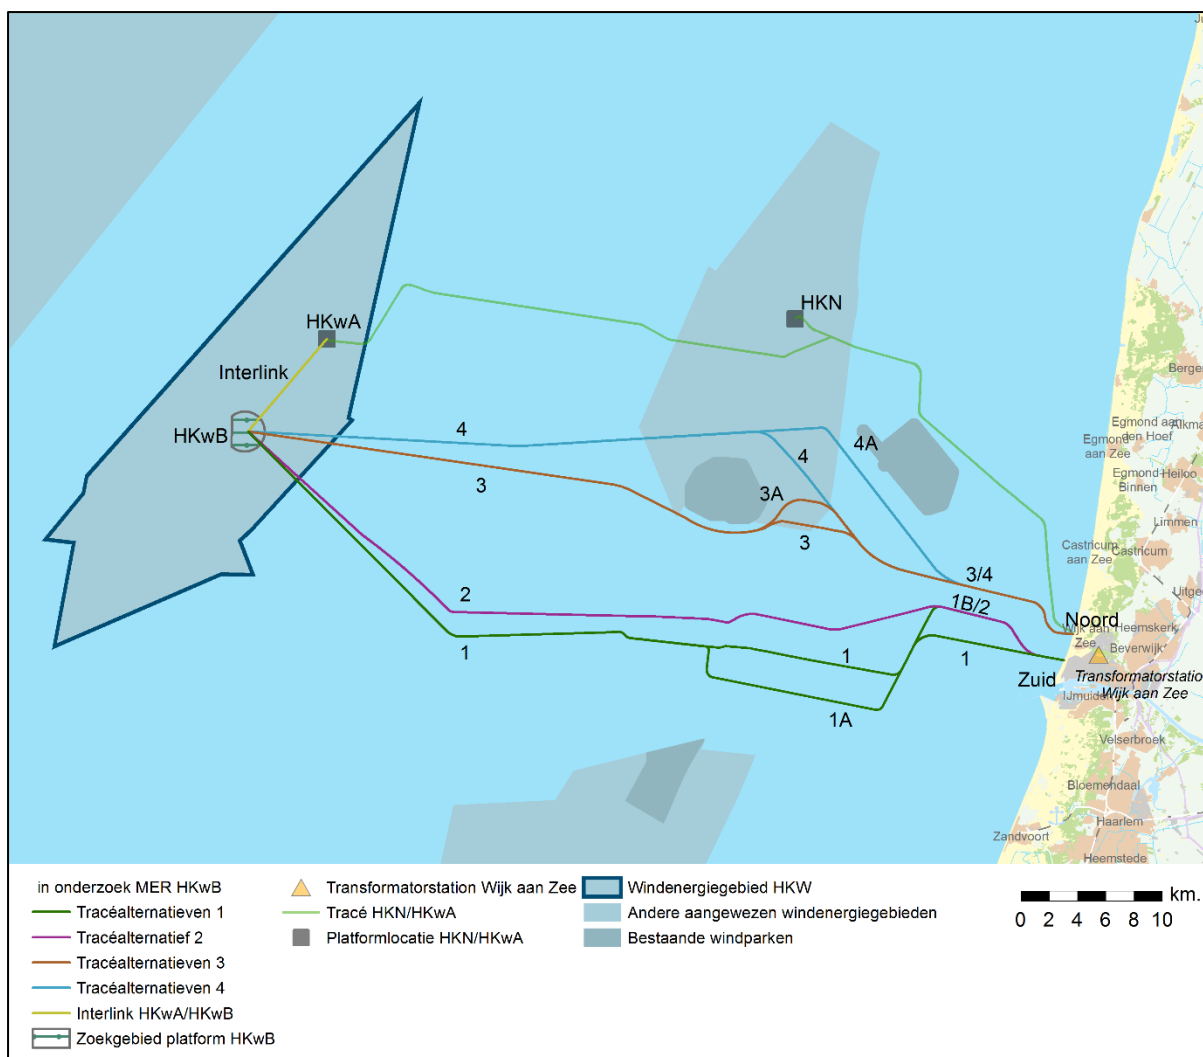 HKN
HKwA
Interlink
HKwB
4
4A
4
3
3A
3
3/4
1B/2
2
1
1
1
1A
Noord
Zuid
Transformatorstatio
Wijk aan Zee
Berge
Egmond aan
den Hoef
Alkma
Egmond
aan Zee
Egmond-
Binnen
Heiloo
Limmen
Castricum
aan Zee
Castricum
Uitge
Wijk aan
Zee
Heemskerk
Beverwijk
IJmuiden
Velserbroek
Bloemendaal
Haarlem
Zandvoort
Heemstede
in onderzoek MER HKwB
Tracéalternatieven 1
Tracéalternatief 2
Tracéalternatieven 3
Tracéalternatieven 4
Interlink HKwA/HKwB
Zoekgebied platform HKwB
Transformatorstation Wijk aan Zee
Tracé HKN/HKwA
Platformlocatie HKN/HKwA
Windenergiegebied HKW
Andere aangewezen windenergiegebieden
Bestaande windparken
km.
0 2 4 6 8 10